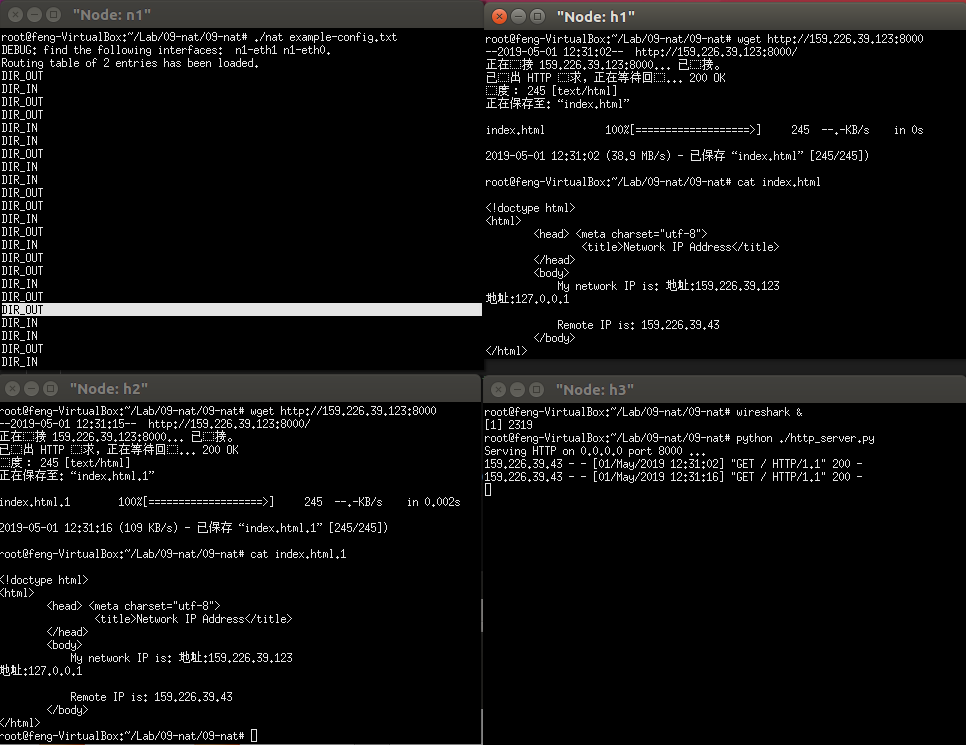 "Node: n1"
root@feng-VirtualBox:~/Lab/09-nat/09-nat# ./nat example-config.txt
DEBUG: find the following interfaces:  n1-eth1 n1-eth0.
Routing table of 2 entries has been loaded.
DIR_OUT
DIR_IN
DIR_OUT
DIR_OUT
DIR_IN
DIR_IN
DIR_OUT
DIR_IN
DIR_IN
DIR_OUT
DIR_OUT
DIR_IN
DIR_OUT
DIR_IN
DIR_OUT
DIR_OUT
DIR_IN
DIR_OUT
DIR_OUT
DIR_IN
DIR_IN
DIR_OUT
DIR_IN
"Node: h1"
root@feng-VirtualBox:~/Lab/09-nat/09-nat# wget http://159.226.39.123:8000
--2019-05-01 12:31:02--  http://159.226.39.123:8000/
正在接 159.226.39.123:8000... 已接。
已出 HTTP 求，正在等待回... 200 OK
度： 245 [text/html]
正在保存至: “index.html”
index.html          100%[===================>]     245  --.-KB/s    in 0s
2019-05-01 12:31:02 (38.9 MB/s) - 已保存 “index.html” [245/245])
root@feng-VirtualBox:~/Lab/09-nat/09-nat# cat index.html
<!doctype html>
<html>
<head> <meta charset="utf-8">
<title>Network IP Address</title>
</head>
<body>
My network IP is: 地址:159.226.39.123
地址:127.0.0.1
Remote IP is: 159.226.39.43
</body>
</html>
"Node: h2"
root@feng-VirtualBox:~/Lab/09-nat/09-nat# wget http://159.226.39.123:8000
--2019-05-01 12:31:15--  http://159.226.39.123:8000/
正在接 159.226.39.123:8000... 已接。
已出 HTTP 求，正在等待回... 200 OK
度： 245 [text/html]
正在保存至: “index.html.1”
index.html.1        100%[===================>]     245  --.-KB/s    in 0.002s
2019-05-01 12:31:16 (109 KB/s) - 已保存 “index.html.1” [245/245])
root@feng-VirtualBox:~/Lab/09-nat/09-nat# cat index.html.1
<!doctype html>
<html>
<head> <meta charset="utf-8">
<title>Network IP Address</title>
</head>
<body>
My network IP is: 地址:159.226.39.123
地址:127.0.0.1
Remote IP is: 159.226.39.43
</body>
</html>
root@feng-VirtualBox:~/Lab/09-nat/09-nat#
"Node: h3"
root@feng-VirtualBox:~/Lab/09-nat/09-nat# wireshark &
[1] 2319
root@feng-VirtualBox:~/Lab/09-nat/09-nat# python ./http_server.py
Serving HTTP on 0.0.0.0 port 8000 ...
159.226.39.43 - - [01/May/2019 12:31:02] "GET / HTTP/1.1" 200 -
159.226.39.43 - - [01/May/2019 12:31:16] "GET / HTTP/1.1" 200 -